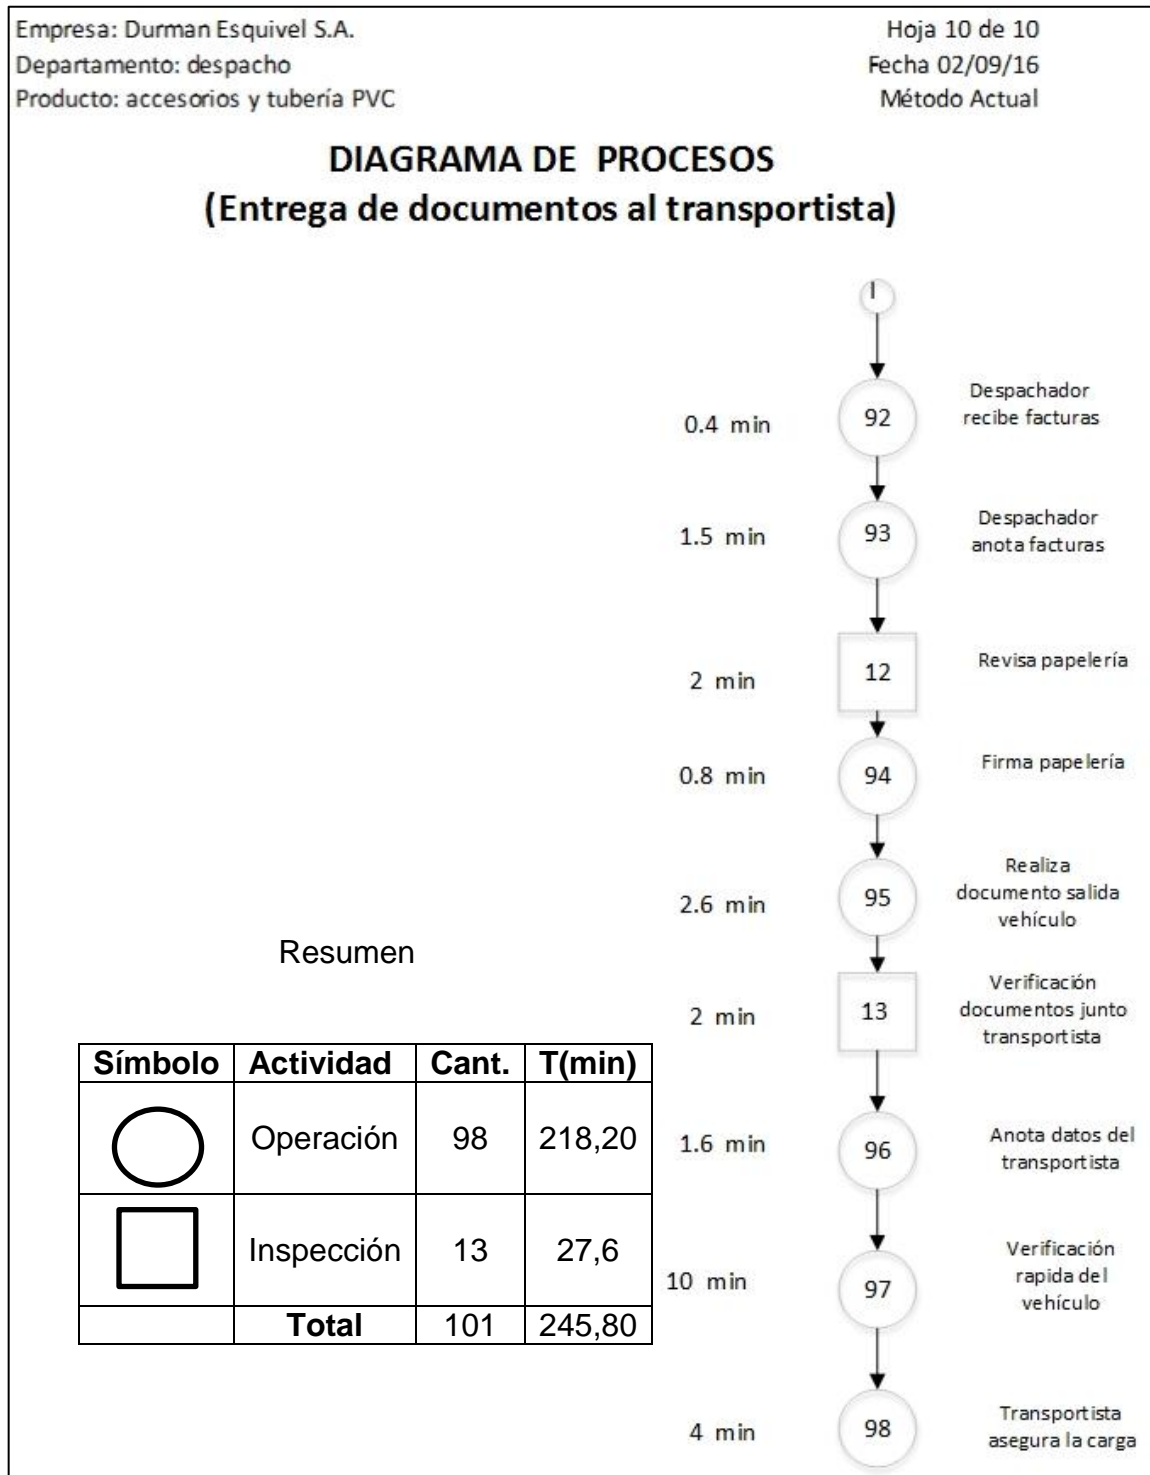 Empresa: Durman Esquivel S.A.
Hoja 10 de 10
Departamento: despacho
Fecha 02/09/16
Producto: accesorios y tubería PVC
Método Actual
DIAGRAMA DE PROCESOS
(Entrega de documentos al transportista)
I
0.4 min
92
Despachador
recibe facturas
1.5 min
93
Despachador
anota facturas
2 min
12
Revisa papelería
0.8 min
94
Firma papelería
2.6 min
95
Realiza
documento salida
vehículo
2 min
13
Verificación
documentos junto
transportista
1.6 min
96
Anota datos del
transportista
10 min
97
Verificación
rapida del
vehículo
4 min
98
Transportista
asegura la carga
Resumen
Símbolo Actividad Cant. T(min)
Operación 98 218,20
Inspección 13 27,6
Total 101 245,80